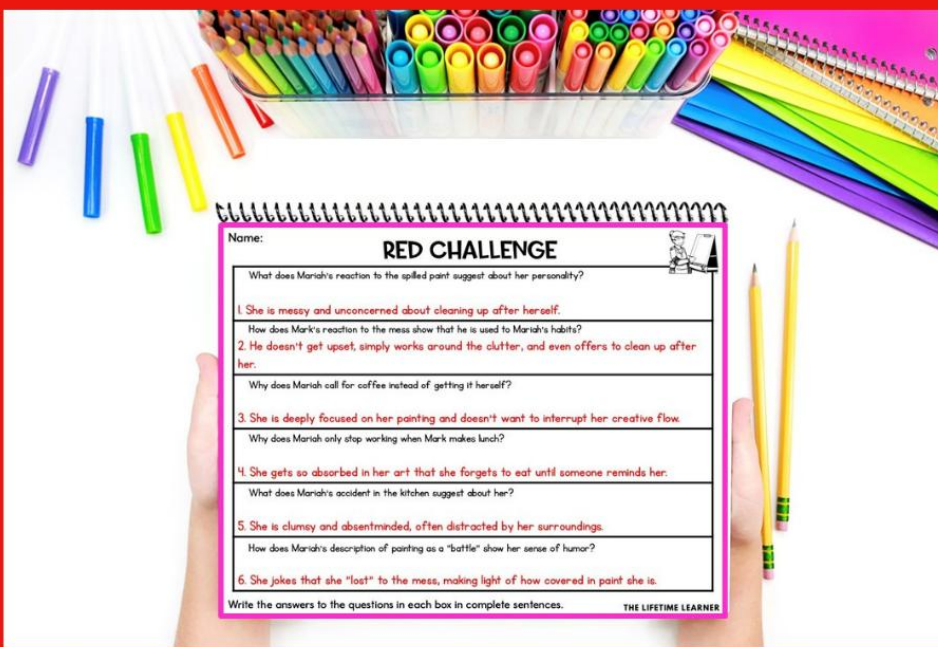 Name:
RED CHALLENGE
What does Mariah's reaction to the spilled paint suggest about her personality?
1. She is messy and unconcerned about cleaning up after herself.
How does Mark's reaction to the mess show that he is used to Mariah's habits?
2. He doesn't get upset, simply works around the clutter, and even offers to clean up after
her.
Why does Mariah call for coffee instead of getting it herself?
3. She is deeply focused on her painting and doesn't want to interrupt her creative flow.
Why does Mariah only stop working when Mark makes lunch?
4. She gets so absorbed in her art that she forgets to eat until someone reminds her.
What does Mariah's accident in the kitchen suggest about her?
5. She is clumsy and absentminded, often distracted by her surroundings.
How does Mariah's description of painting as a "battle" show her sense of humor?
6. She jokes that she "lost" to the mess, making light of how covered in paint she is.
Write the answers to the questions in each box in complete sentences.
THE LIFETIME LEARNER